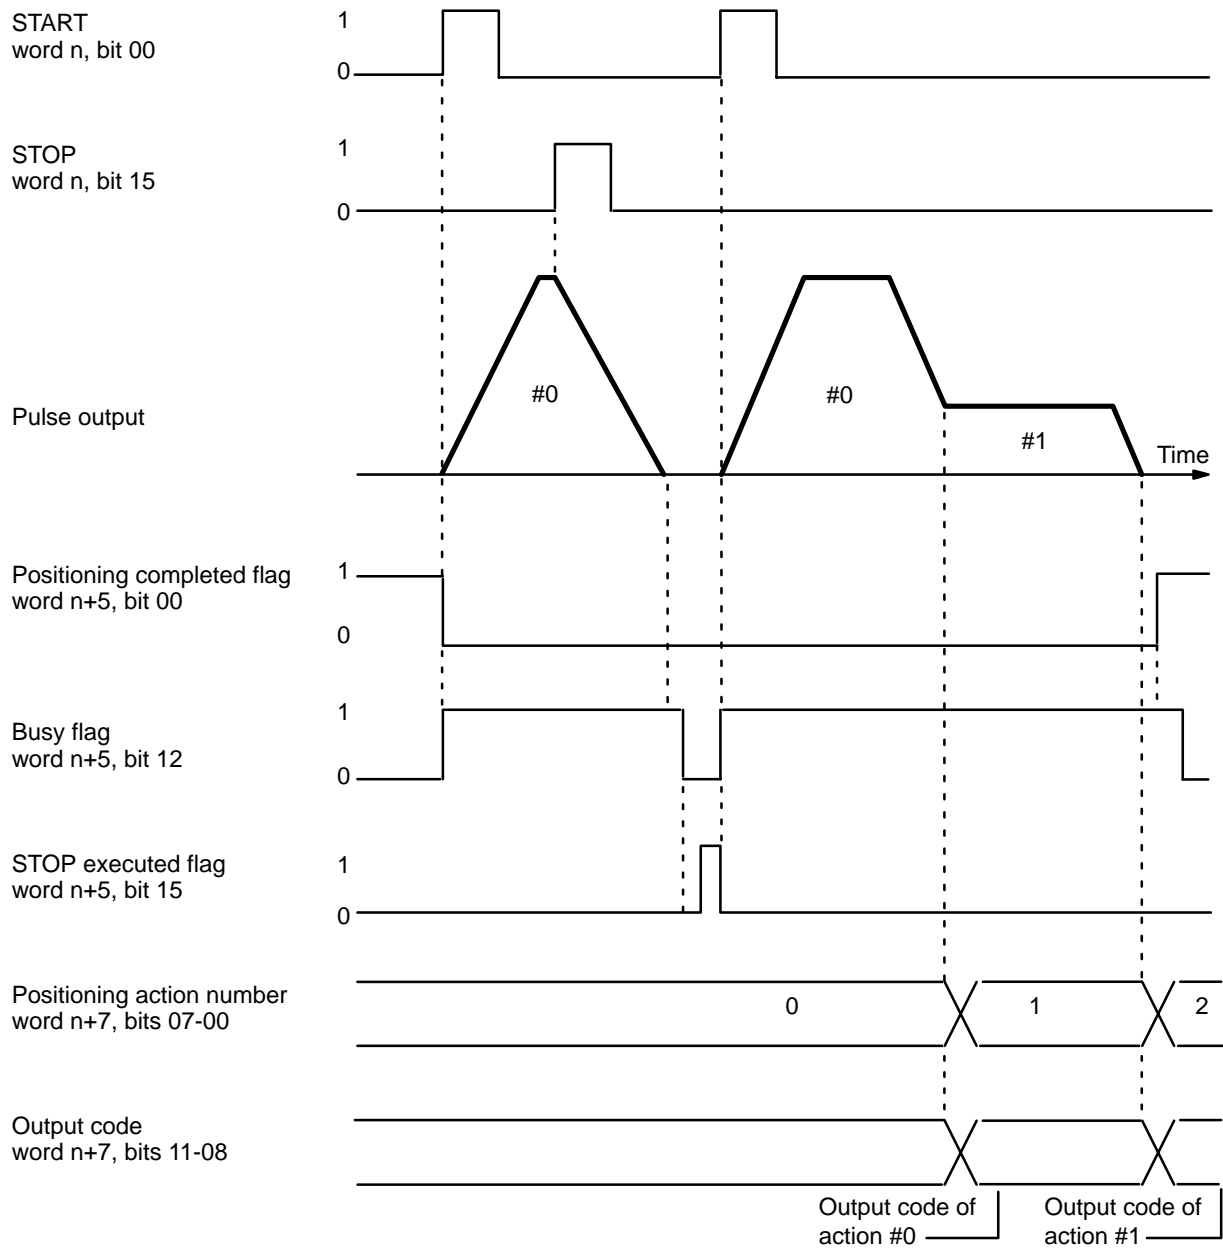 START
word n, bit 00
1
0
STOP
word n, bit 15
1
0
Pulse output
#0
#0
#1
Time
Positioning completed flag
word n+5, bit 00
1
0
Busy flag
word n+5, bit 12
1
0
STOP executed flag
word n+5, bit 15
1
0
Positioning action number
word n+7, bits 07-00
0
1
2
Output code
word n+7, bits 11-08
Output code of
action #0
Output code of
action #1